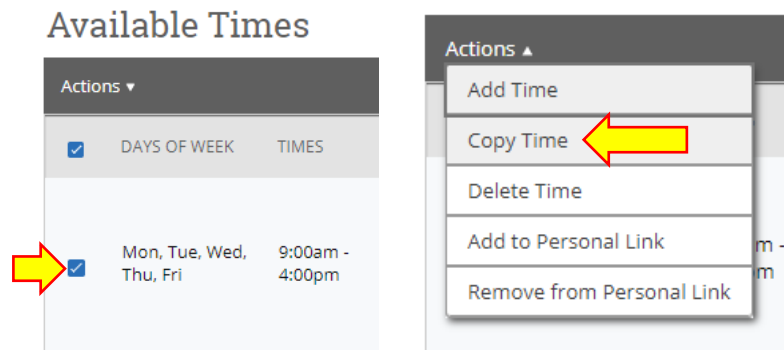 Available Times
Actions ▾
DAYS OF WEEK TIMES
Mon, Tue, Wed, 9:00am -
Thu, Fri 4:00pm
Actions ▴
Add Time
Copy Time
Delete Time
Add to Personal Link
Remove from Personal Link
m -
m